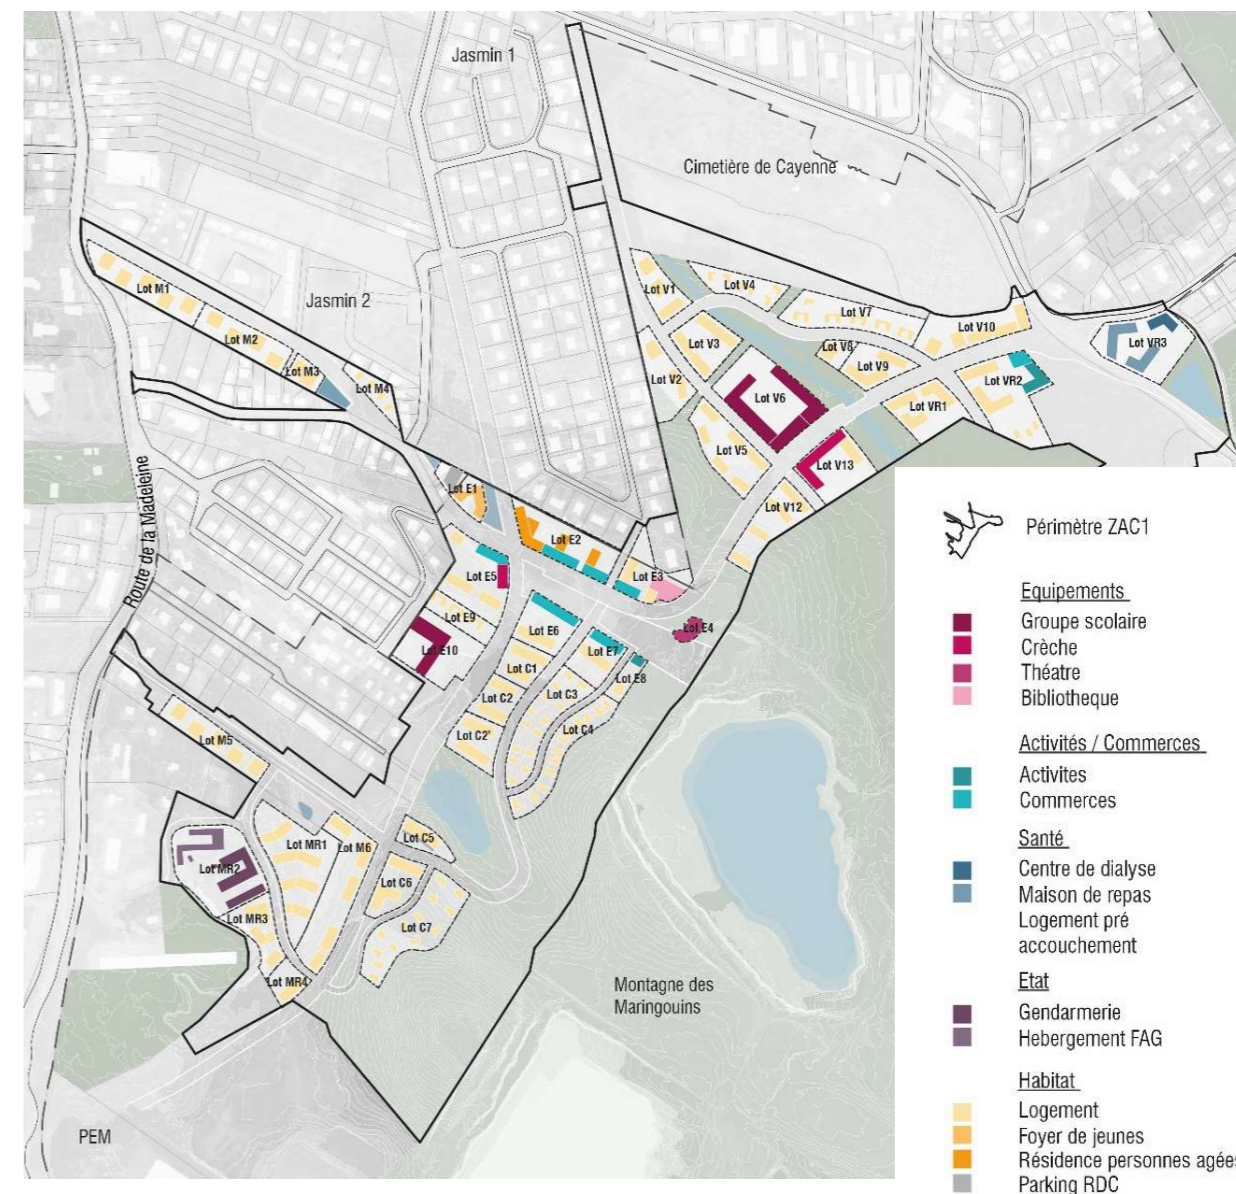 Jasmin 1
Cimetière de Cayenne
Jasmin 2
Lot M1
Lot M2
Lot M3
Lot M4
Lot V1
Lot V4
Lot V7
Lot V10
Lot VR3
Lot V3
Lot V8
Lot V9
Lot V2
Lot V6
Lot VR2
Lot VR1
Lot V5
Lot V13
Lot V12
Route de la Madeleine
Lot E1
Lot E2
Lot E3
Lot E5
Lot E4
Lot E9
Lot E6
Lot E7
Lot E10
Lot C1
Lot E8
Lot C2
Lot C3
Lot C2'
Lot C4
Lot M5
Lot MR1
Lot M6
Lot C5
Lot MR2
Lot C6
Lot MR3
Lot C7
Lot MR4
Montagne des
Maringouins
PEM
Périmètre ZAC1
Equipements
Groupe scolaire
Crèche
Théatre
Bibliotheque
Activités / Commerces
Activites
Commerces
Santé
Centre de dialyse
Maison de repas
Logement pré
accouchement
Etat
Gendarmerie
Hebergement FAG
Habitat
Logement
Foyer de jeunes
Résidence personnes agées
Parking RDC